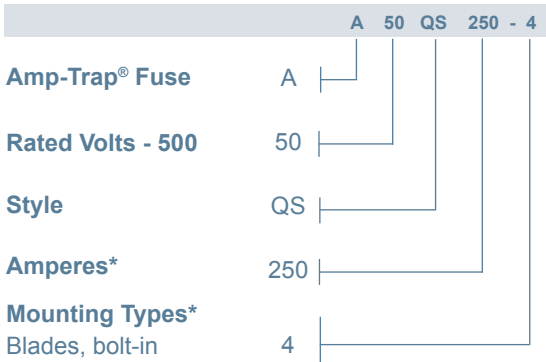 A 50 QS 250 - 4
Amp-Trap® Fuse A
Rated Volts - 500 50
Style QS
Amperes* 250
Mounting Types*
Blades, bolt-in 4